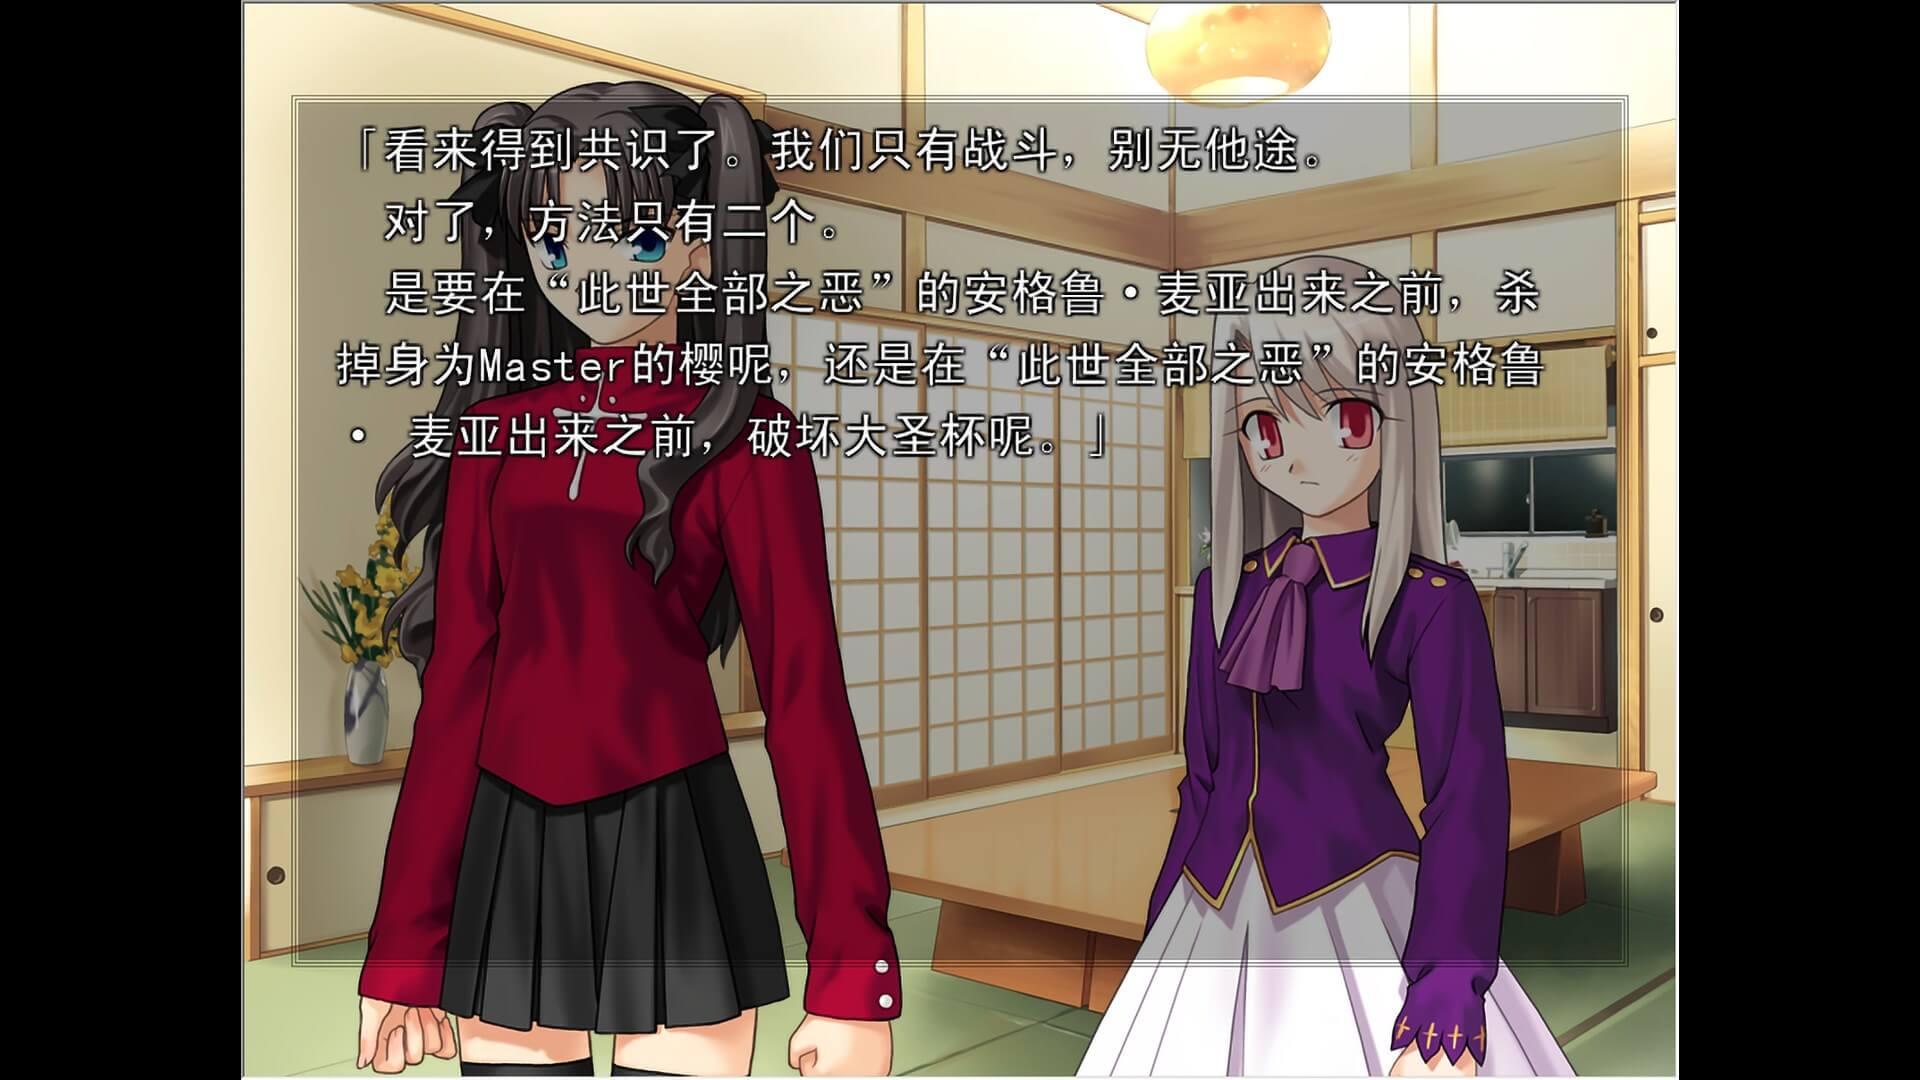 「看来得到共识了。我们只有战斗，别无他途。
对了，方法只有二个。
是要在“此世全部之恶”的安格鲁·麦亚出来之前，杀
掉身为Master的樱呢，还是在“此世全部之恶”的安格鲁
· 麦亚出来之前，破坏大圣杯呢。」